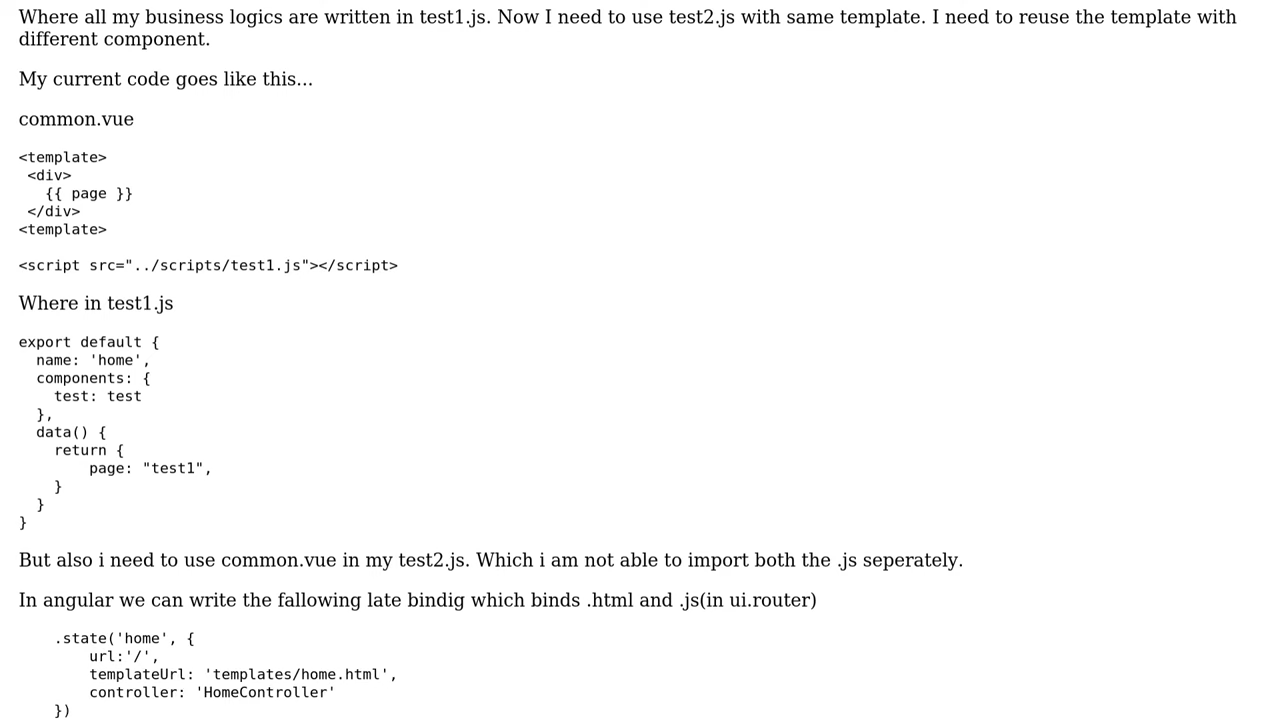 Where all my business logics are written in test1.js. Now I need to use test2.js with same template. I need to reuse the template with
different component.
My current code goes like this...
common.vue
<template>
 <div>
   {{ page }}
 </div>
<template>
<script src="../scripts/test1.js"></script>
Where in test1.js
export default {
  name: 'home',
  components: {
    test: test
  },
  data() {
    return {
        page: "test1",
    }
  }
}
But also i need to use common.vue in my test2.js. Which i am not able to import both the .js seperately.
In angular we can write the fallowing late bindig which binds .html and .js(in ui.router)
    .state('home', {
        url:'/',
        templateUrl: 'templates/home.html',
        controller: 'HomeController'
    })